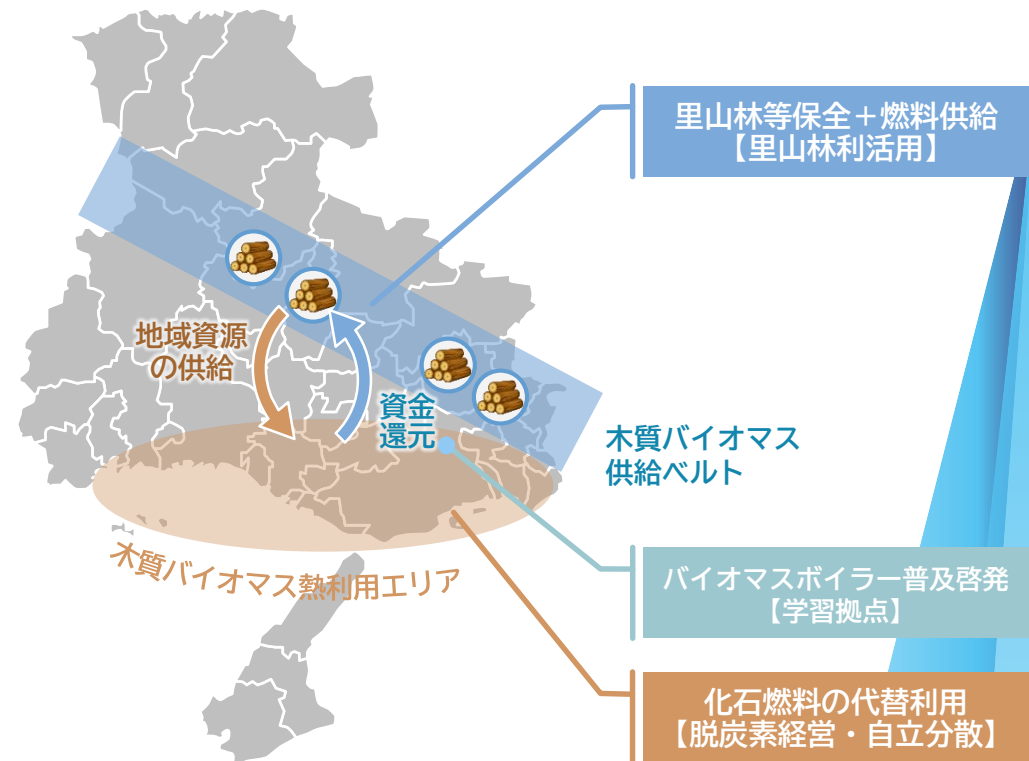 里山林等保全＋燃料供給
【里山林利活用】
地域資源
の供給
資金
還元
木質バイオマス
供給ベルト
木質バイオマス熱利用エリア
バイオマスボイラー普及啓発
【学習拠点】
化石燃料の代替利用
【脱炭素経営・自立分散】